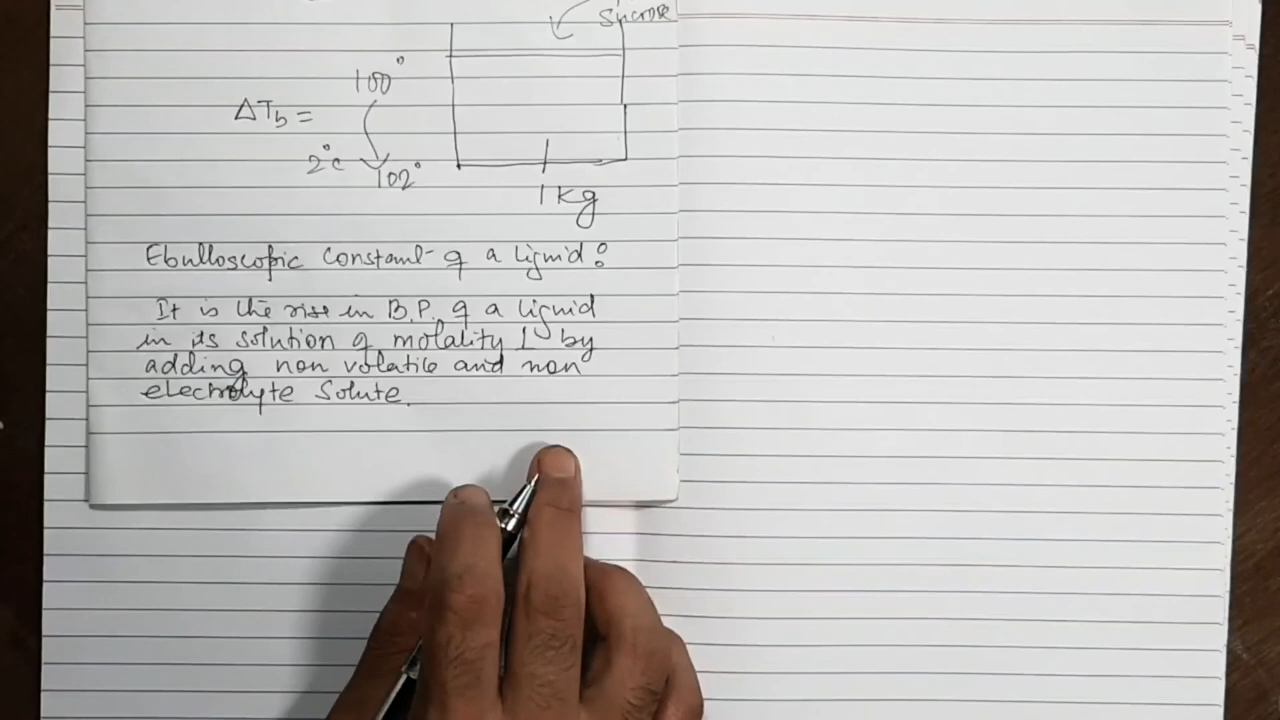 Sucrose
100°
ΔTb =
2°c
102°
1 kg
Ebulloscopic Constant of a liquid:
It is the rise in B.P. of a liquid
in its solution of molality 1 by
adding non volatile and non
electrolyte Solute.